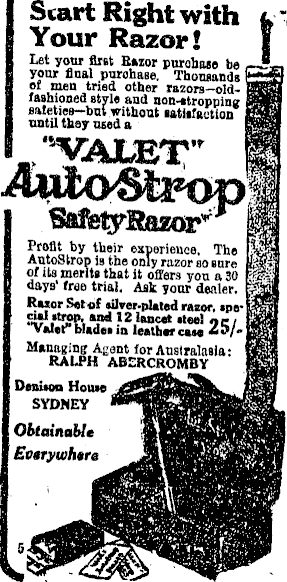 Start Right with
Your Razor!
Let your first Razor purchase be
your final purchase. Thousands
of men tried other razors—old-
fashioned style and non-stropping
safeties—but without satisfaction
until they used a
"VALET"
AutoStrop
Safety Razor"
Profit by their experience. The
AutoStrop is the only razor so sure
of its merits that it offers you a 30
days' free trial. Ask your dealer.
Razor Set of silver-plated razor, spe-
cial strop, and 12 lancet steel
"Valet" blades in leather case 25/-
Managing Agent for Australasia:
RALPH ABERCROMBY
Denison House
SYDNEY
Obtainable
Everywhere
5